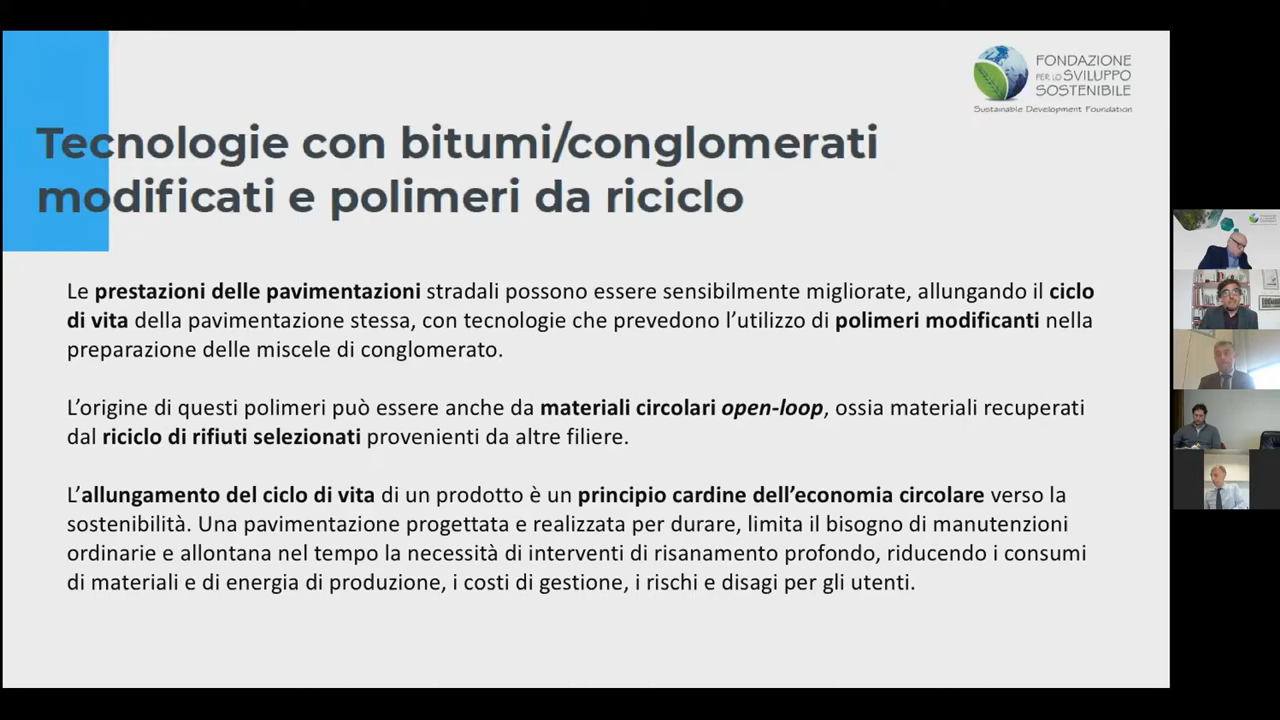 FONDAZIONE
PER LO SVILUPPO
SOSTENIBILE
Sustainable Development Foundation
Tecnologie con bitumi/conglomerati
modificati e polimeri da riciclo
Le prestazioni delle pavimentazioni stradali possono essere sensibilmente migliorate, allungando il ciclo
di vita della pavimentazione stessa, con tecnologie che prevedono l’utilizzo di polimeri modificanti nella
preparazione delle miscele di conglomerato.
L’origine di questi polimeri può essere anche da materiali circolari open-loop, ossia materiali recuperati
dal riciclo di rifiuti selezionati provenienti da altre filiere.
L’allungamento del ciclo di vita di un prodotto è un principio cardine dell’economia circolare verso la
sostenibilità. Una pavimentazione progettata e realizzata per durare, limita il bisogno di manutenzioni
ordinarie e allontana nel tempo la necessità di interventi di risanamento profondo, riducendo i consumi
di materiali e di energia di produzione, i costi di gestione, i rischi e disagi per gli utenti.